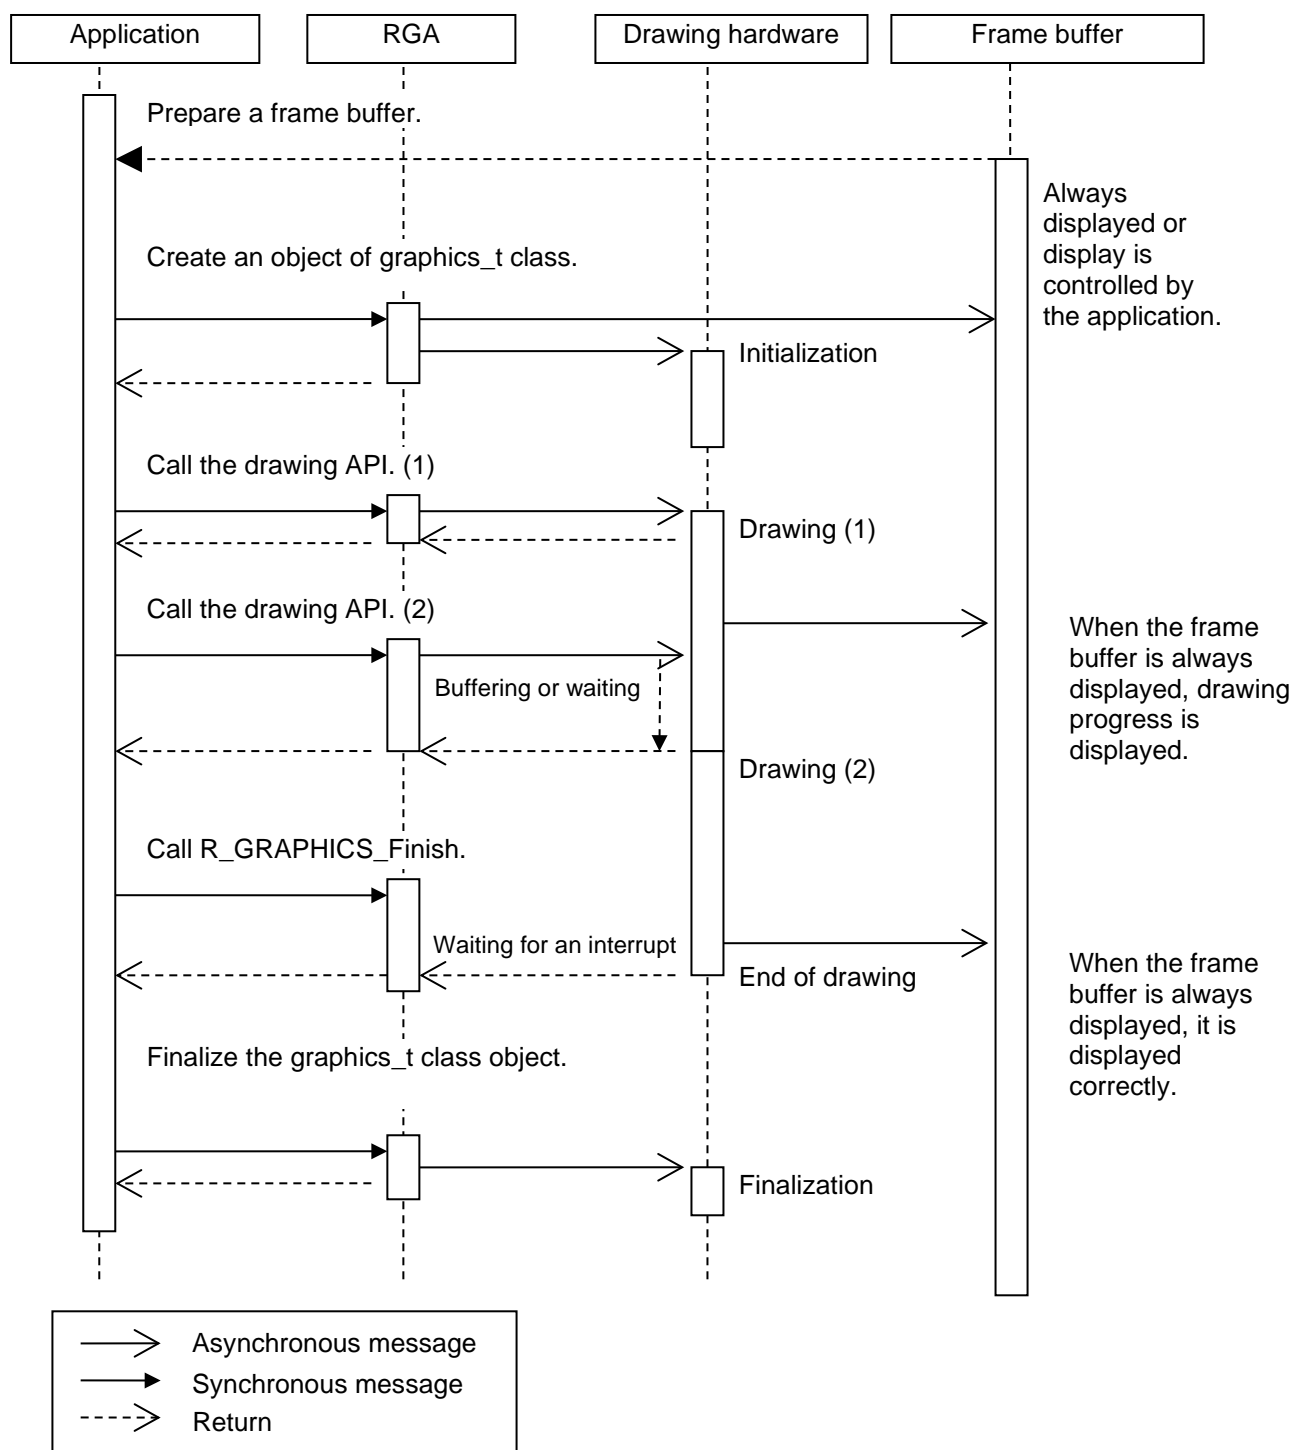 Application
RGA
Drawing hardware
Frame buffer
Prepare a frame buffer.
Always
displayed or
display is
controlled by
the application.
Create an object of graphics_t class.
Initialization
Call the drawing API. (1)
Drawing (1)
Call the drawing API. (2)
When the frame
buffer is always
displayed, drawing
progress is
displayed.
Buffering or waiting
Drawing (2)
Call R_GRAPHICS_Finish.
Waiting for an interrupt
End of drawing
When the frame
buffer is always
displayed, it is
displayed
correctly.
Finalize the graphics_t class object.
Finalization
Asynchronous message
Synchronous message
Return